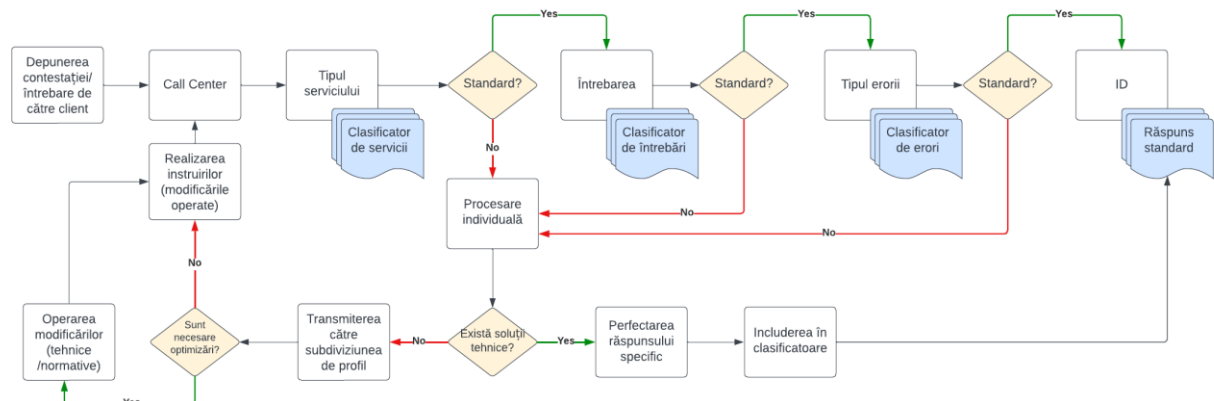 Yes
Yes
Yes
Depunerea
contestației/
întrebare de
către client
Call Center
Tipul
serviciului
Standard?
Întrebarea
Standard?
Tipul erorii
Standard?
ID
Clasificator
de servicii
Clasificator
de întrebări
Clasificator
de erori
Răspuns
standard
No
Realizarea
instruirilor
(modificările
operate)
Procesare
individuală
No
No
No
Operarea
modificărilor
(tehnice
/normative)
Sunt
necesare
optimizări?
Transmiterea
către
subdiviziunea
de profil
No
Există soluții
tehnice?
Yes
Perfectarea
răspunsului
specific
Includerea în
clasificatoare
Yes